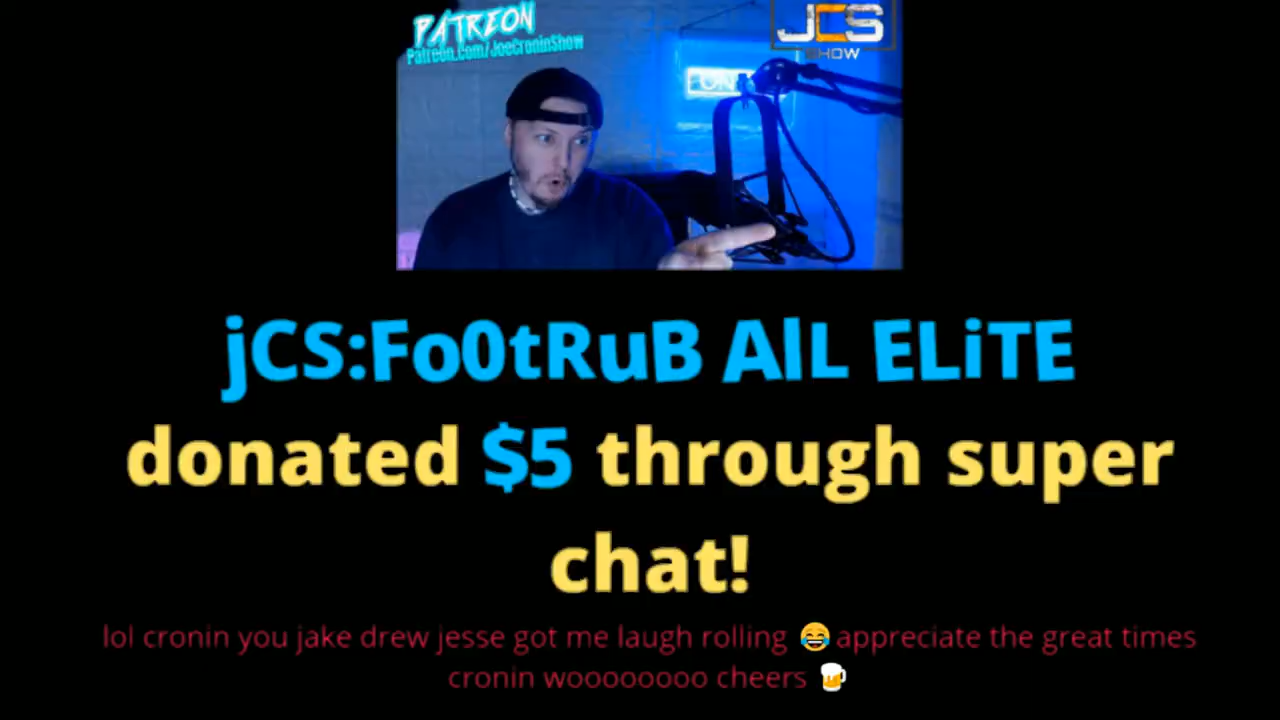 PATREON
Patreon.com/JoeCroninShow
JCS
SHOW
ON
jCS:Fo0tRuB AlL ELiTE
donated $5 through super
chat!
lol cronin you jake drew jesse got me laugh rolling 😂 appreciate the great times
cronin woooooooo cheers 🍺